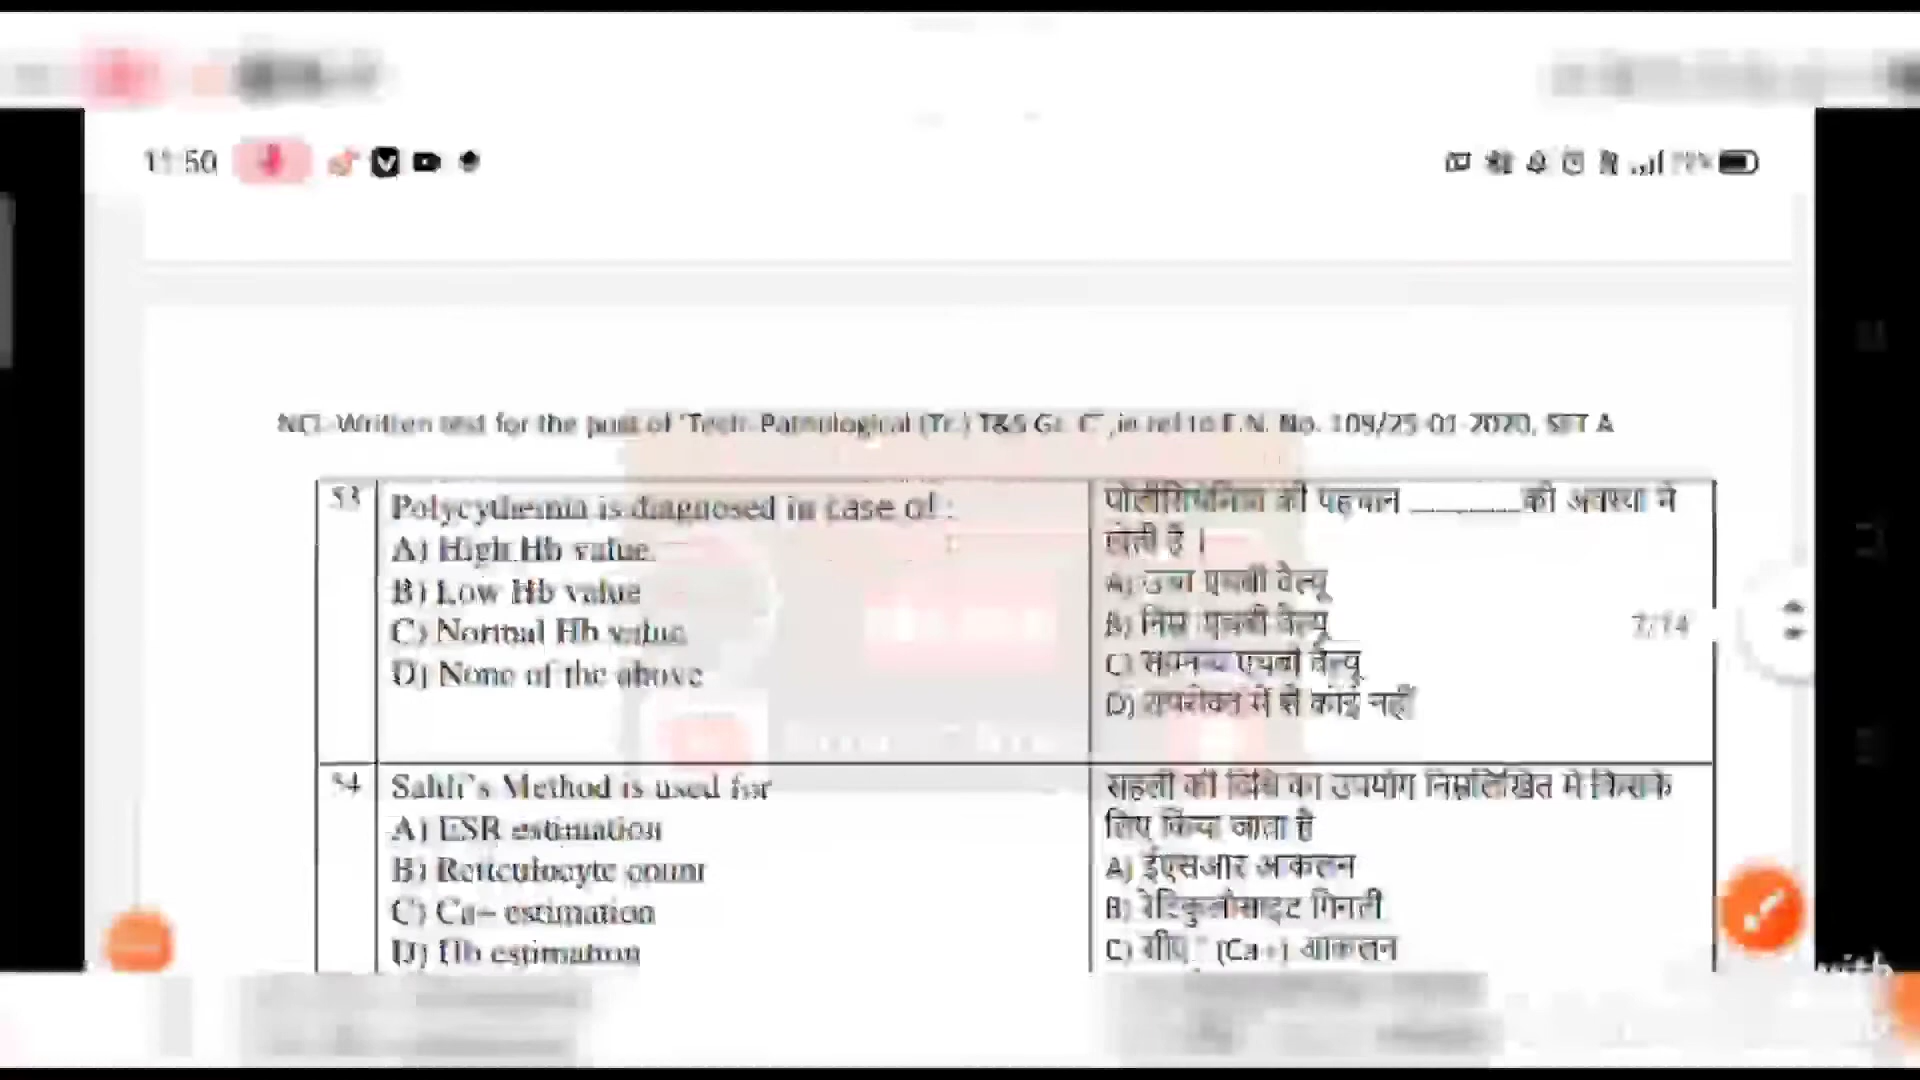 11:50
NCL-Written test for the post of 'Tech. Pathological (Tr.) T&S Gr. C', in ref to E.N. No. 109/25-01-2020, SET A
53
Polycythemia is diagnosed in case of :
A) High Hb value
B) Low Hb value
C) Normal Hb value
D) None of the above
की पहचान ________की अवस्था में
होती है ।
A) उच्च एचबी वैल्यू
B) निम्न एचबी वैल्यू
C) सामान्य एचबी वैल्यू
D) उपरोक्त में से कोई नहीं
7/14
54
Sahli's Method is used for
A) ESR estimation
B) Reticulocyte count
C) Ca+ estimation
D) Hb estimation
सहली की विधि का उपयोग निम्नलिखित में किसके
लिए किया जाता है
A) ईएसआर आकलन
B) रेटिकुलोसाइट गिनती
C) (Ca+) आकलन
with